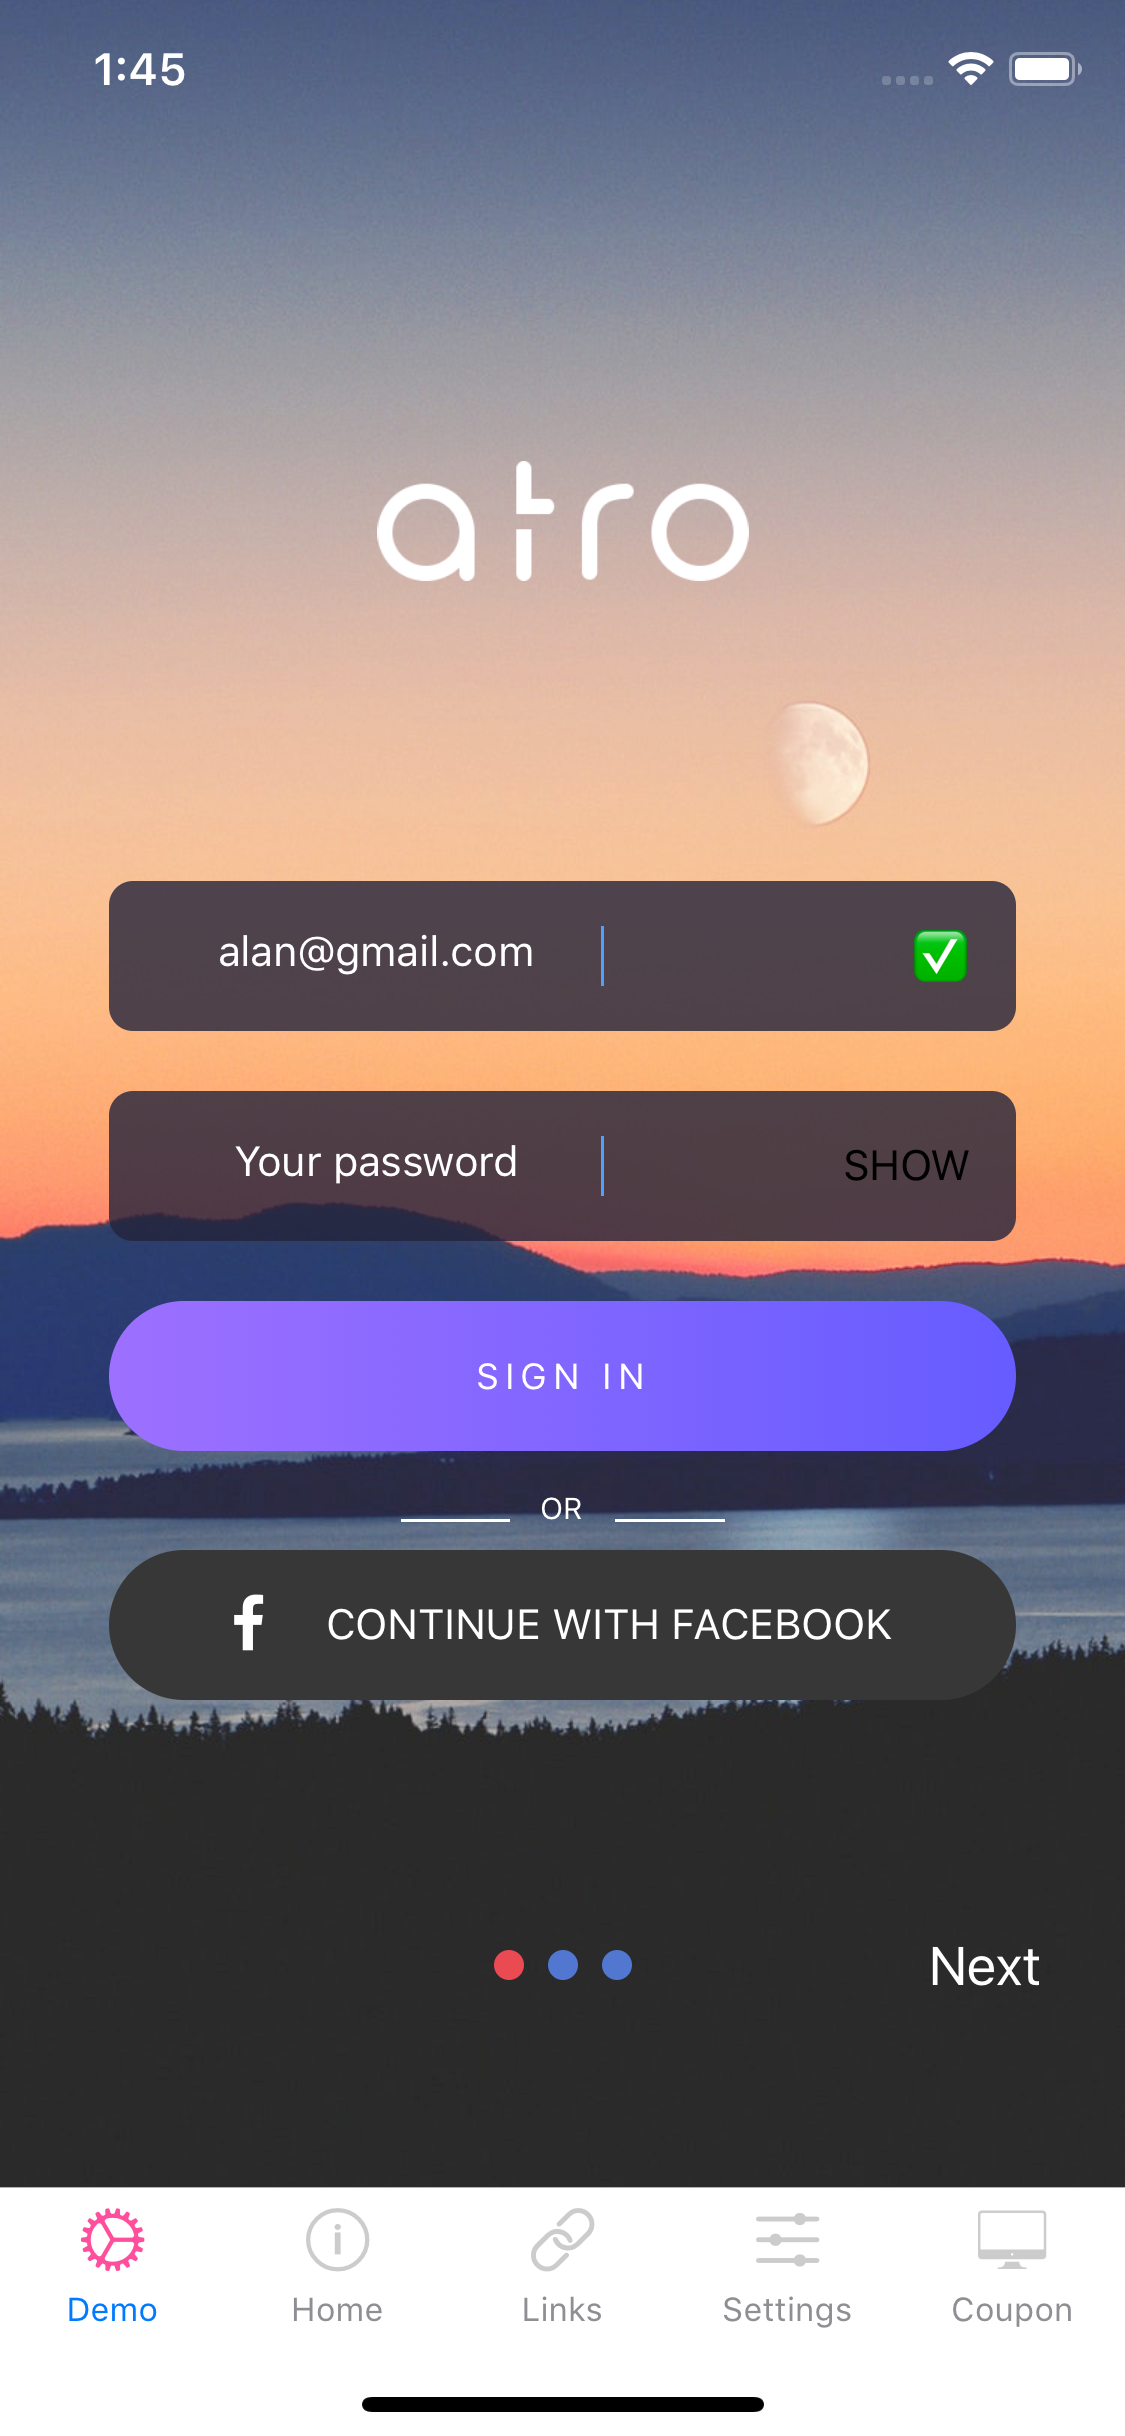 1:45
atro
alan@gmail.com
Your password
SHOW
SIGN IN
OR
CONTINUE WITH FACEBOOK
Next
Demo
Home
Links
Settings
Coupon